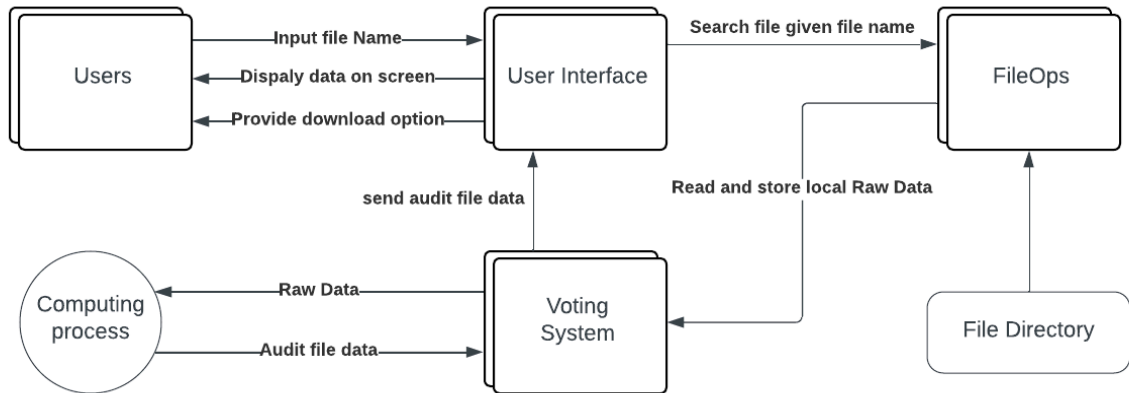 Users
Input file Name
Dispaly data on screen
Provide download option
User Interface
Search file given file name
FileOps
send audit file data
Read and store local Raw Data
Computing
process
Raw Data
Audit file data
Voting
System
File Directory